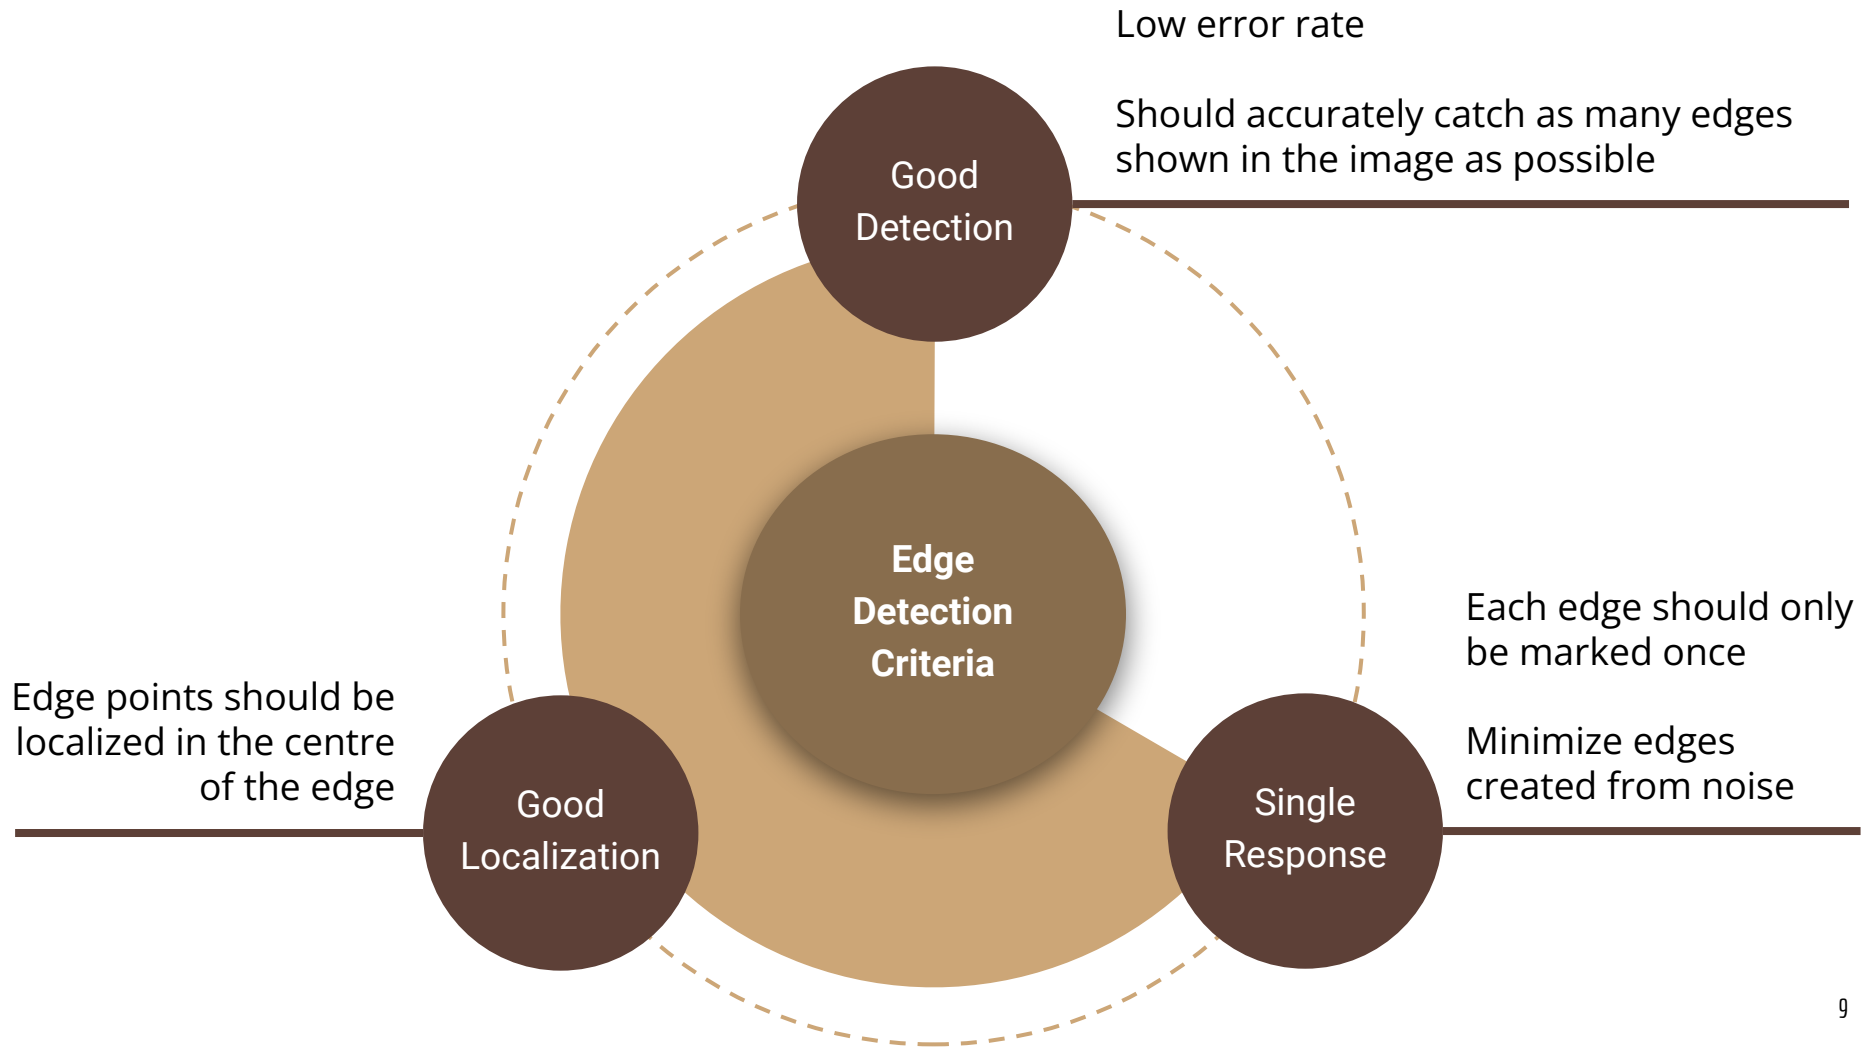 Low error rate
Should accurately catch as many edges
shown in the image as possible
Good
Detection
Edge
Detection
Criteria
Each edge should only
be marked once
Minimize edges
created from noise
Single
Response
Edge points should be
localized in the centre
of the edge
Good
Localization
9